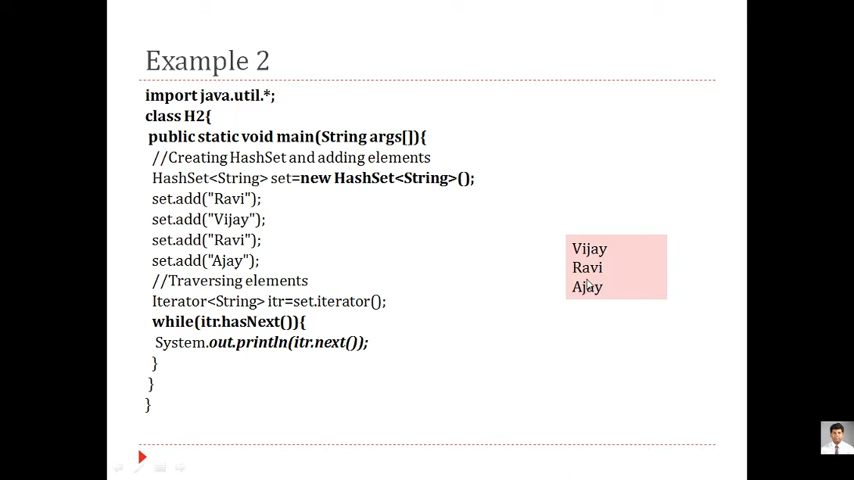 Example 2
import java.util.*;
class H2{
public static void main(String args[]){
//Creating HashSet and adding elements
HashSet<String> set=new HashSet<String>();
set.add("Ravi");
set.add("Vijay");
set.add("Ravi");
set.add("Ajay");
//Traversing elements
Iterator<String> itr=set.iterator();
while(itr.hasNext()){
System.out.println(itr.next());
}
}
}
Vijay
Ravi
Ajay